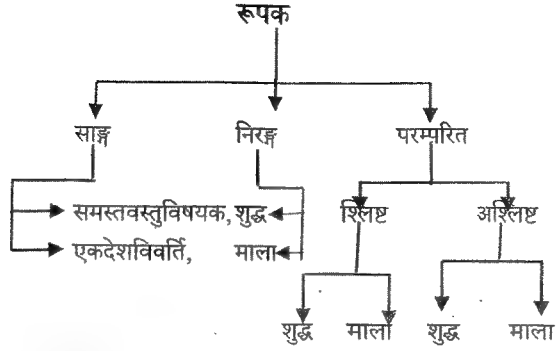 रूपक
साङ्ग निरङ्ग परम्परित
समस्तवस्तुविषयक, शुद्ध श्लिष्ट अश्लिष्ट
एकदेशविवर्ति, माला
शुद्ध माला शुद्ध माला